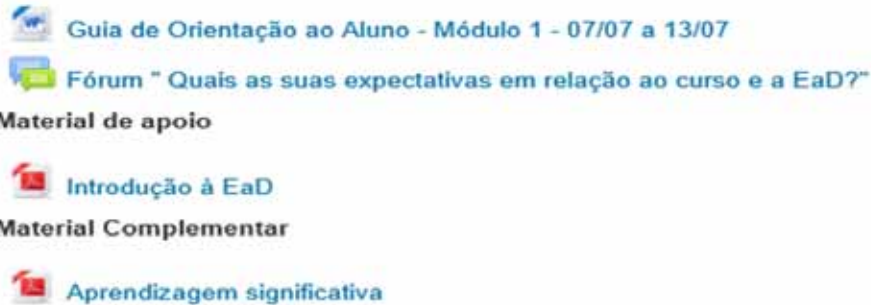 Guia de Orientação ao Aluno - Módulo 1 - 07/07 a 13/07
Fórum " Quais as suas expectativas em relação ao curso e a EaD?"
Material de apoio
Introdução à EaD
Material Complementar
Aprendizagem significativa